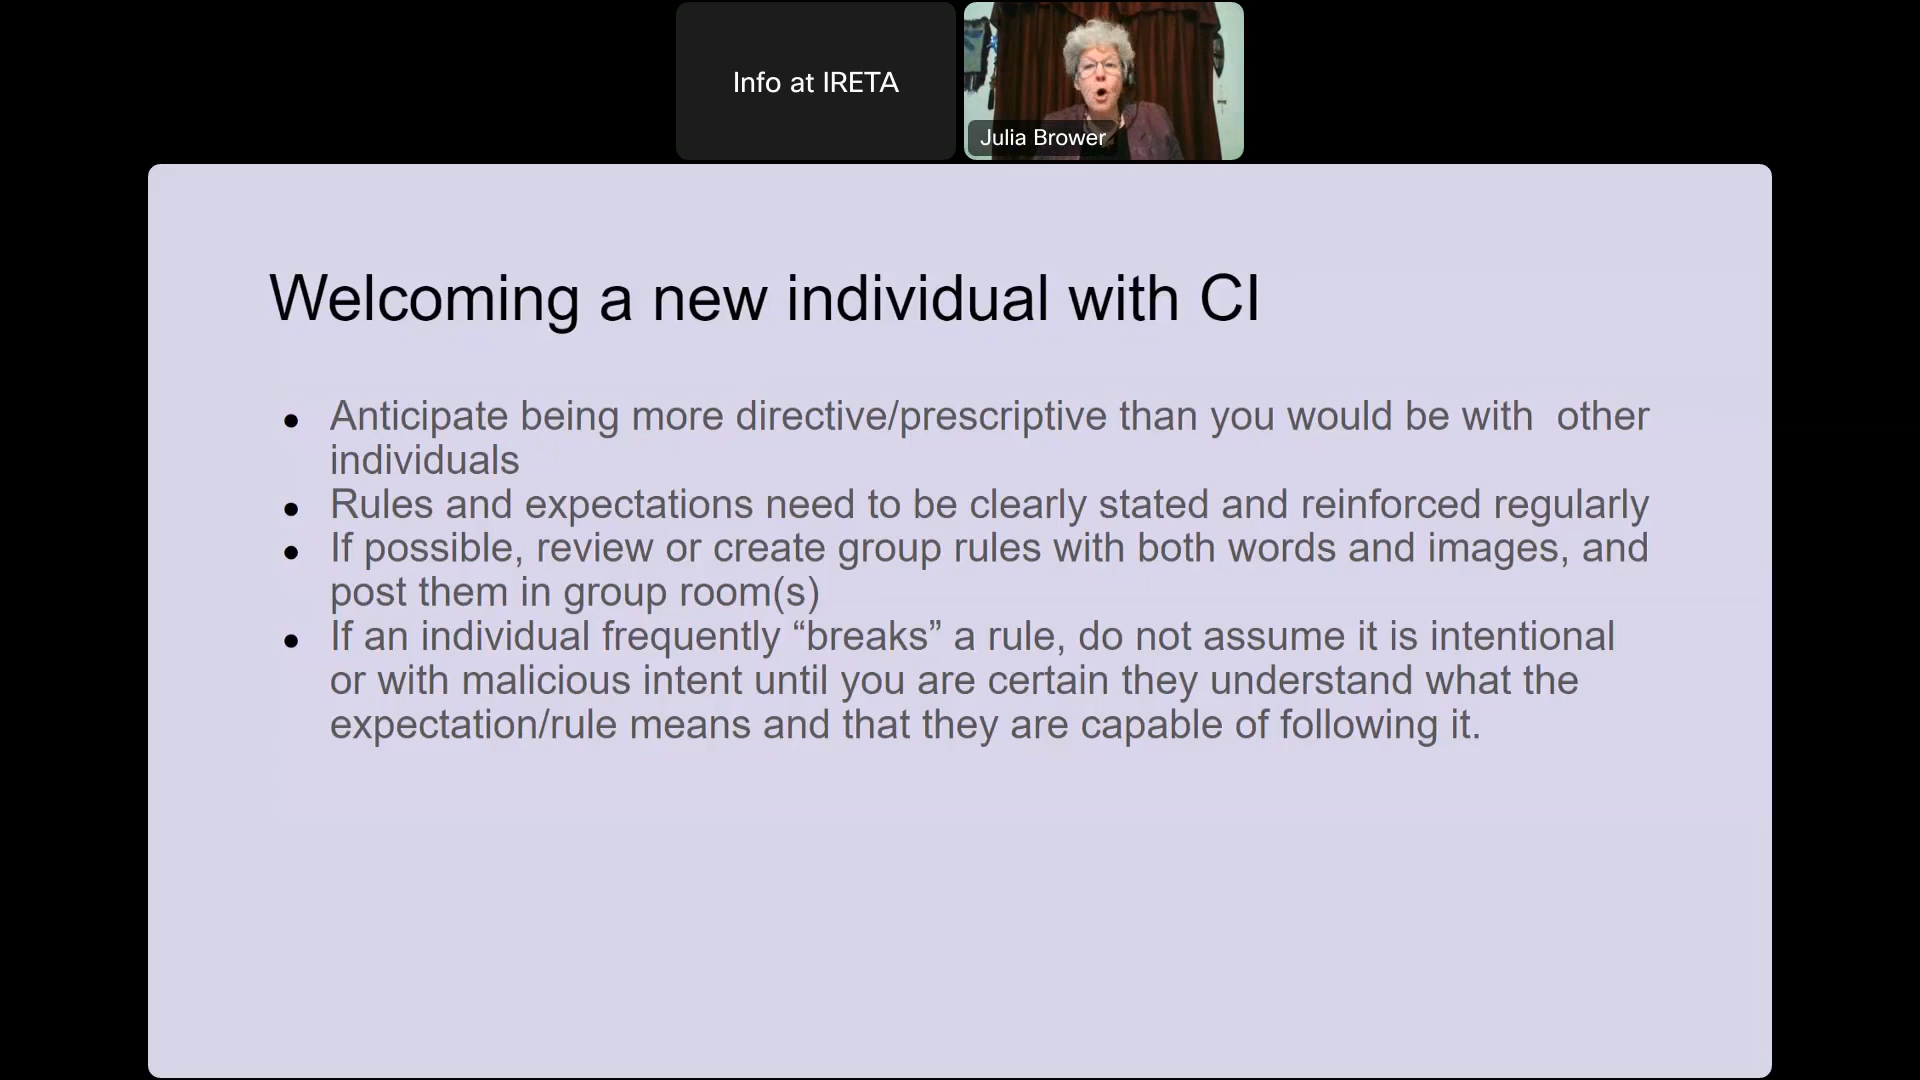 Info at IRETA
Julia Brower
Welcoming a new individual with CI
● Anticipate being more directive/prescriptive than you would be with  other
individuals
● Rules and expectations need to be clearly stated and reinforced regularly
● If possible, review or create group rules with both words and images, and
post them in group room(s)
● If an individual frequently “breaks” a rule, do not assume it is intentional
or with malicious intent until you are certain they understand what the
expectation/rule means and that they are capable of following it.